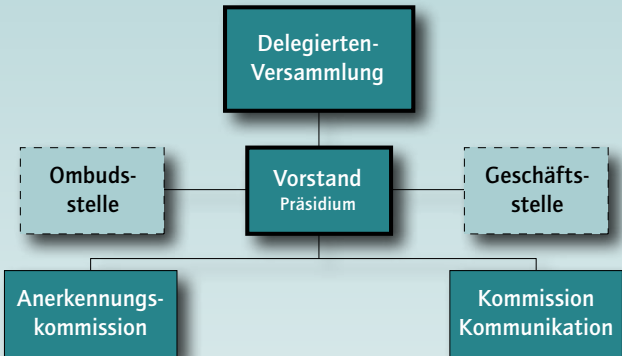 Delegierten-
Versammlung
Ombuds-
stelle
Vorstand
Präsidium
Geschäfts-
stelle
Anerkennungs-
kommission
Kommission
Kommunikation